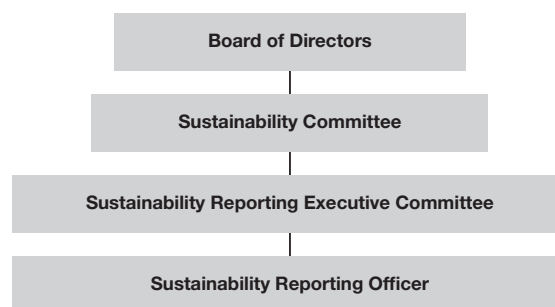 Board of Directors
Sustainability Committee
Sustainability Reporting Executive Committee
Sustainability Reporting Officer